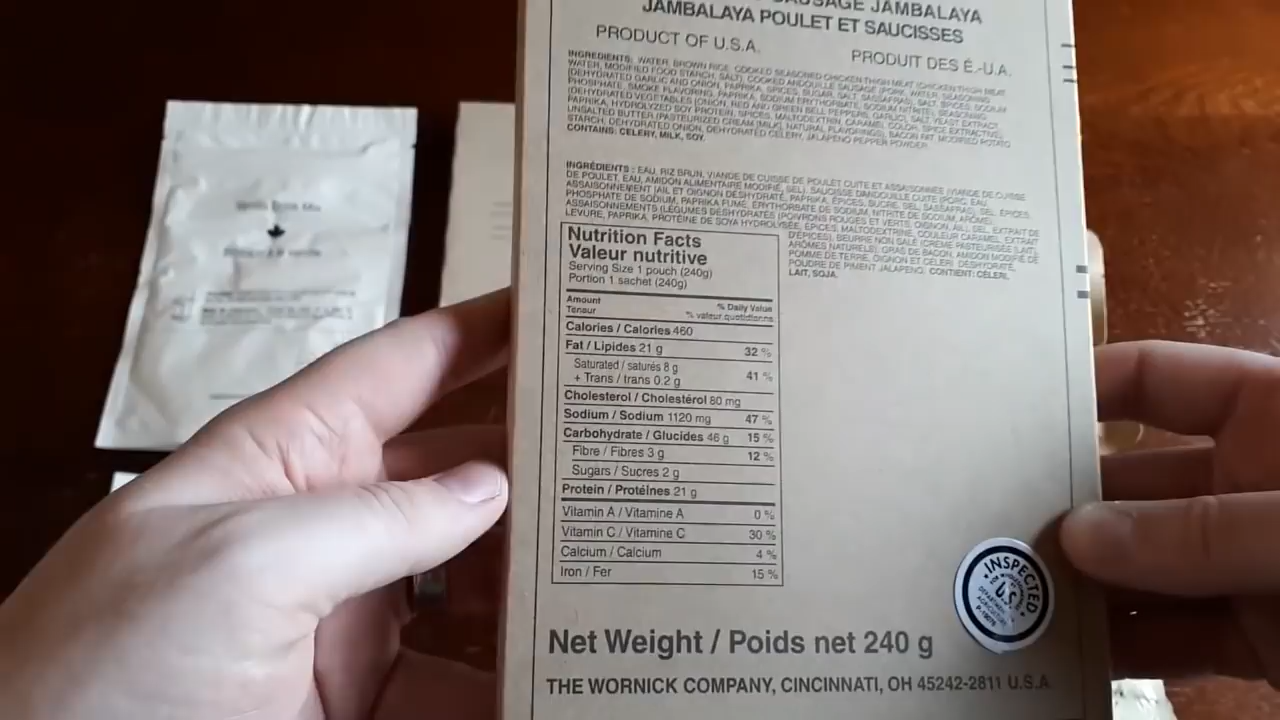 SAUSAGE JAMBALAYA
JAMBALAYA POULET ET SAUCISSES
PRODUCT OF U.S.A.
PRODUIT DES É.-U.A.
INGREDIENTS: WATER, BROWN RICE, COOKED SEASONED CHICKEN THIGH MEAT (CHICKEN THIGH MEAT,
WATER, MODIFIED FOOD STARCH, SALT), COOKED ANDOUILLE SAUSAGE (PORK, WATER, SEASONING
(DEHYDRATED GARLIC AND ONION, PAPRIKA, SPICES, SUGAR, SALT, SASSAFRAS), SALT, SPICES, SODIUM
PHOSPHATE, SMOKE FLAVORING, PAPRIKA, SODIUM ERYTHORBATE, SODIUM NITRITE), SEASONING
(DEHYDRATED VEGETABLES (ONION, RED AND GREEN BELL PEPPERS, GARLIC), SALT, YEAST EXTRACT,
PAPRIKA, HYDROLYZED SOY PROTEIN, SPICES, MALTODEXTRIN, CARAMEL COLOR, SPICE EXTRACTIVES),
UNSALTED BUTTER (PASTEURIZED CREAM (MILK), NATURAL FLAVORINGS), BACON FAT, MODIFIED POTATO
STARCH, DEHYDRATED ONION, DEHYDRATED CELERY, JALAPENO PEPPER POWDER.
CONTAINS: CELERY, MILK, SOY.
INGRÉDIENTS : EAU, RIZ BRUN, VIANDE DE CUISSE DE POULET CUITE ET ASSAISONNÉE (VIANDE DE CUISSE
DE POULET, EAU, AMIDON ALIMENTAIRE MODIFIÉ, SEL), SAUCISSE D'ANDOUILLE CUITE (PORC, EAU,
ASSAISONNEMENT (AIL ET OIGNON DÉSHYDRATÉ, PAPRIKA, ÉPICES, SUCRE, SEL, SASSAFRAS), SEL, ÉPICES,
PHOSPHATE DE SODIUM, PAPRIKA FUMÉ, ÉRYTHORBATE DE SODIUM, NITRITE DE SODIUM, ARÔME)
ASSAISONNEMENTS (LÉGUMES DÉSHYDRATÉS (POIVRONS ROUGES ET VERTS, OIGNON, AIL), SEL, EXTRAIT DE
LEVURE, PAPRIKA, PROTÉINE DE SOYA HYDROLYSÉE, ÉPICES, MALTODEXTRINE, COULEUR CARAMEL, EXTRAIT
D'ÉPICES), BEURRE NON SALÉ (CRÈME PASTEURISÉE (LAIT),
ARÔMES NATURELS), GRAS DE BACON, AMIDON MODIFIÉ DE
POMME DE TERRE, OIGNON ET CÉLERI DÉSHYDRATÉ,
POUDRE DE PIMENT JALAPENO. CONTIENT: CÉLERI,
LAIT, SOJA.
Nutrition Facts
Valeur nutritive
Serving Size 1 pouch (240g)
Portion 1 sachet (240g)
Amount % Daily Value
Teneur % valeur quotidienne
Calories / Calories 460
Fat / Lipides 21 g 32 %
Saturated / saturés 8 g
+ Trans / trans 0.2 g 41 %
Cholesterol / Cholestérol 80 mg
Sodium / Sodium 1120 mg 47 %
Carbohydrate / Glucides 46 g 15 %
Fibre / Fibres 3 g 12 %
Sugars / Sucres 2 g
Protein / Protéines 21 g
Vitamin A / Vitamine A 0 %
Vitamin C / Vitamine C 30 %
Calcium / Calcium 4 %
Iron / Fer 15 %
INSPECTED
U.S.
DEPARTMENT OF
AGRICULTURE
Net Weight / Poids net 240 g
THE WORNICK COMPANY, CINCINNATI, OH 45242-2811 U.S.A